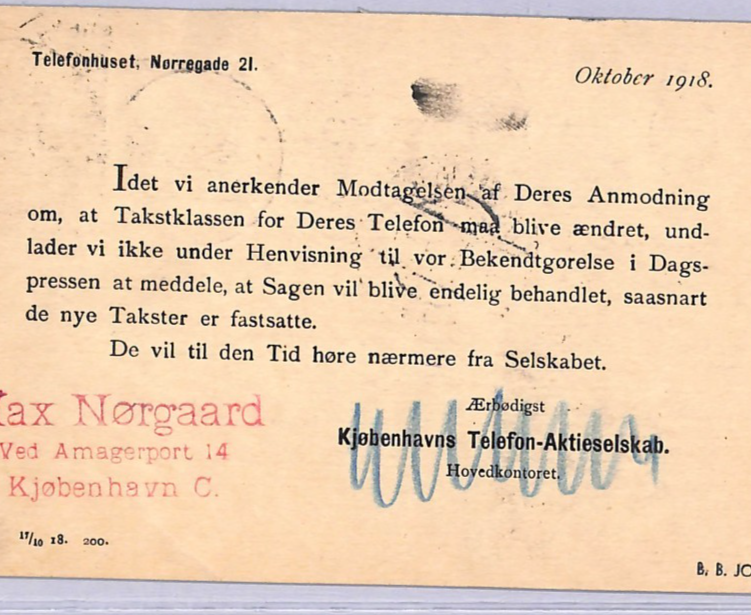 Telefonhuset, Nørregade 21.
Oktober 1918.
Idet vi anerkender Modtagelsen af Deres Anmodning
om, at Takstklassen for Deres Telefon maa blive ændret, und-
lader vi ikke under Henvisning til vor Bekendtgørelse i Dags-
pressen at meddele, at Sagen vil blive endelig behandlet, saasnart
de nye Takster er fastsatte.
De vil til den Tid høre nærmere fra Selskabet.
Ærbødigst
Kjøbenhavns Telefon-Aktieselskab.
Hovedkontoret.
ax Nørgaard
Ved Amagerport 14
Kjøbenhavn C.
17/10 18. 200.
B. B. JO